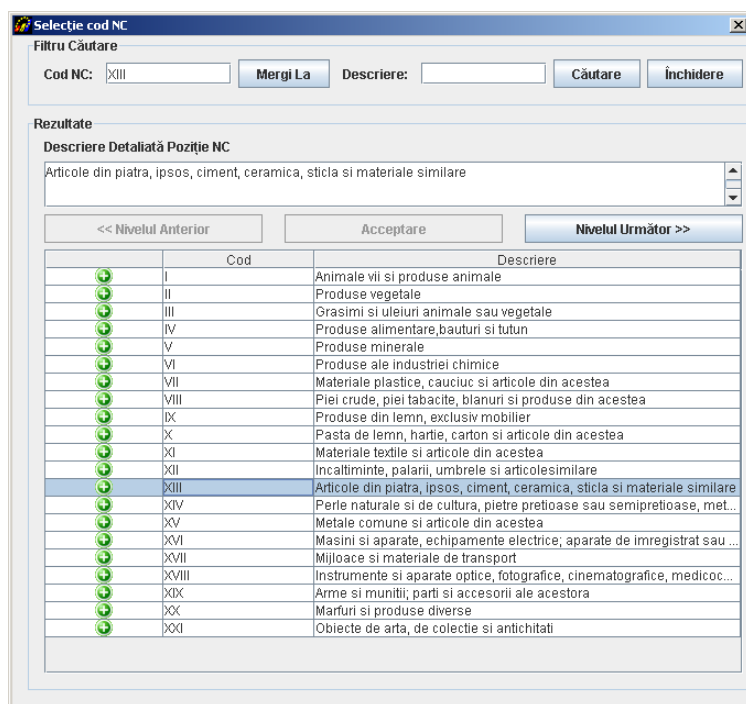 Selecție cod NC
Filtru Căutare
Cod NC: XIII Mergi La Descriere: Căutare Închidere
Rezultate
Descriere Detaliată Poziție NC
Articole din piatra, ipsos, ciment, ceramica, sticla si materiale similare
<< Nivelul Anterior Acceptare Nivelul Următor >>
Cod Descriere
I Animale vii si produse animale
II Produse vegetale
III Grasimi si uleiuri animale sau vegetale
IV Produse alimentare,bauturi si tutun
V Produse minerale
VI Produse ale industriei chimice
VII Materiale plastice, cauciuc si articole din acestea
VIII Piei crude, piei tabacite, blanuri si produse din acestea
IX Produse din lemn, exclusiv mobilier
X Pasta de lemn, hartie, carton si articole din acestea
XI Materiale textile si articole din acestea
XII Incaltiminte, palarii, umbrele si articolesimilare
XIII Articole din piatra, ipsos, ciment, ceramica, sticla si materiale similare
XIV Perle naturale si de cultura, pietre pretioase sau semipretioase, met...
XV Metale comune si articole din acestea
XVI Masini si aparate, echipamente electrice; aparate de imregistrat sau ...
XVII Mijloace si materiale de transport
XVIII Instrumente si aparate optice, fotografice, cinematografice, medicoc...
XIX Arme si munitii; parti si accesorii ale acestora
XX Marfuri si produse diverse
XXI Obiecte de arta, de colectie si antichitati